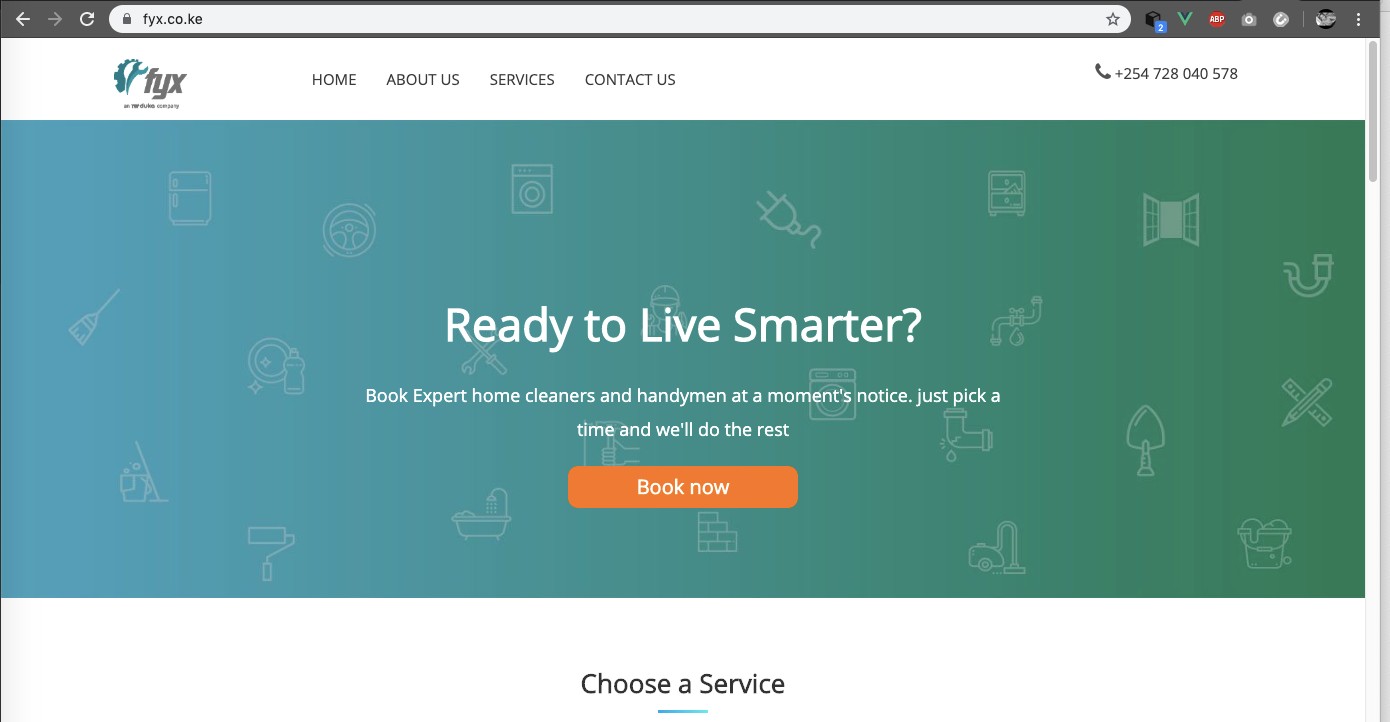 fyx.co.ke
ABP
2
fyx
HOME ABOUT US SERVICES CONTACT US
+254 728 040 578
an company
Ready to Live Smarter?
Book Expert home cleaners and handymen at a moment's notice. just pick a
time and we'll do the rest
Book now
Choose a Service